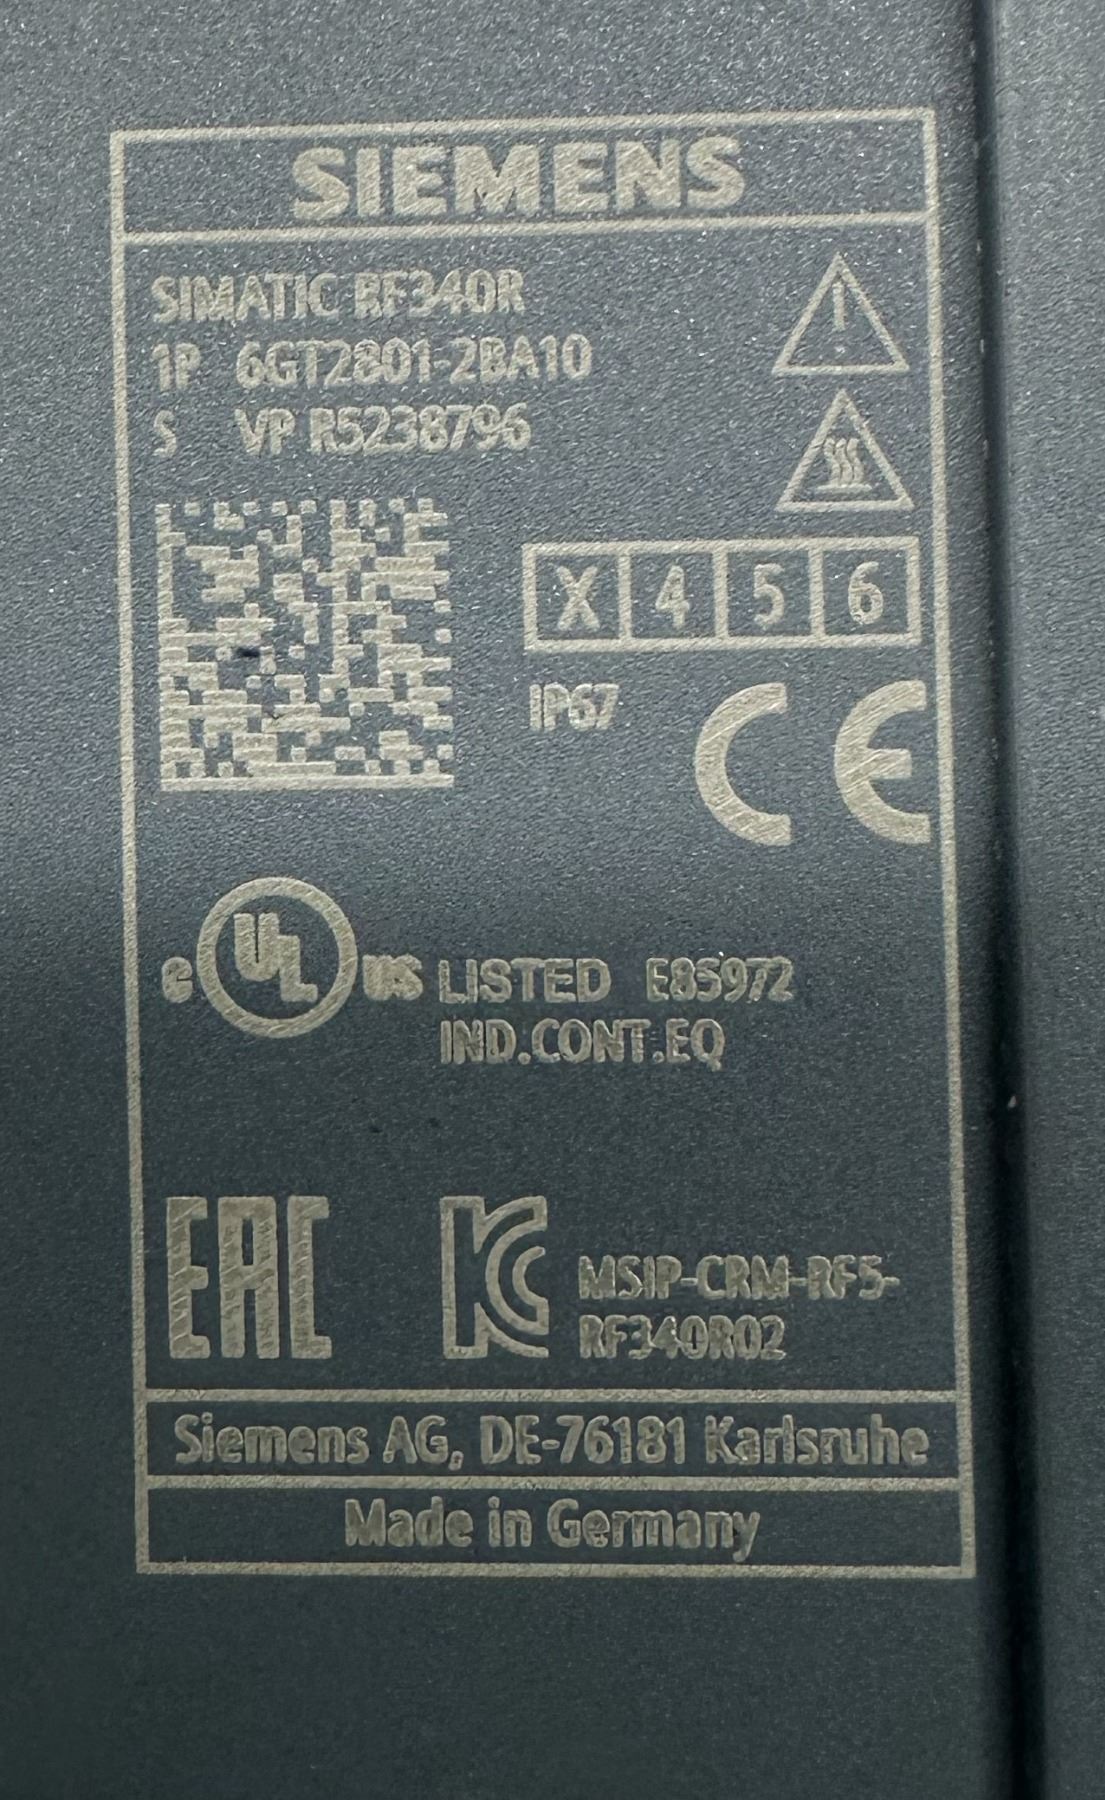 SIEMENS
SIMATIC RF340R
1P 6GT2801-2BA10
S VP R5238796
X 4 5 6
IP67
CE
C UL US LISTED E85972
IND.CONT.EQ
EAC
KC MSIP-CRM-RF5-
RF340R02
Siemens AG, DE-76181 Karlsruhe
Made in Germany